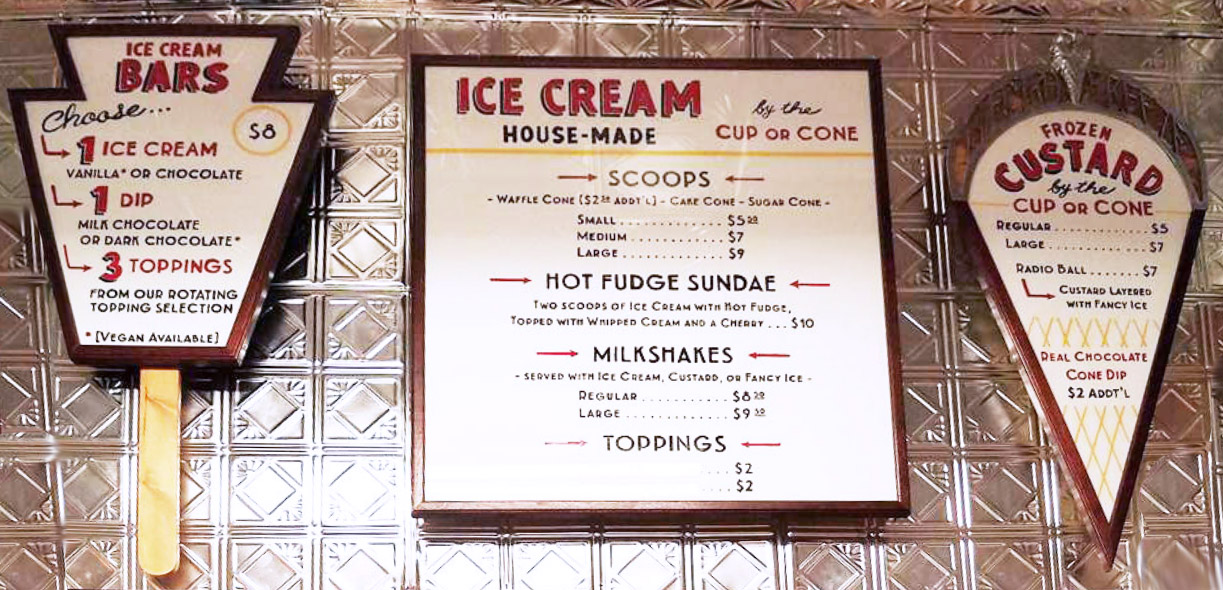 ICE CREAM
BARS
Choose...
$8
1 ICE CREAM
VANILLA* OR CHOCOLATE
1 DIP
MILK CHOCOLATE
OR DARK CHOCOLATE*
3 TOPPINGS
FROM OUR ROTATING
TOPPING SELECTION
*[VEGAN AVAILABLE]
ICE CREAM by the
HOUSE-MADE CUP OR CONE
SCOOPS
- WAFFLE CONE [$2.50 ADDT'L] - CAKE CONE - SUGAR CONE -
SMALL ............ $5 50
MEDIUM ............ $7
LARGE ............ $9
HOT FUDGE SUNDAE
TWO SCOOPS OF ICE CREAM WITH HOT FUDGE,
TOPPED WITH WHIPPED CREAM AND A CHERRY ... $10
MILKSHAKES
- SERVED WITH ICE CREAM, CUSTARD, OR FANCY ICE -
REGULAR ............ $8 50
LARGE ............ $9 50
TOPPINGS
.... $2
.... $2
FROZEN
CUSTARD
by the
CUP OR CONE
REGULAR ............ $5
LARGE ............ $7
RADIO BALL ....... $7
CUSTARD LAYERED
WITH FANCY ICE
REAL CHOCOLATE
CONE DIP
$2 ADDT'L